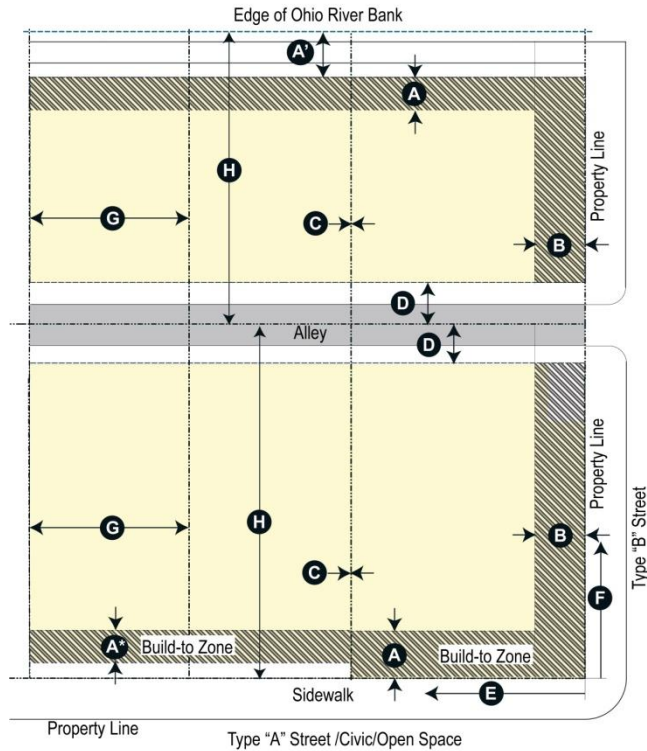 Edge of Ohio River Bank
A'
A
Property Line
H
G
C
B
D
Alley
D
Property Line
Type "B" Street
H
G
B
C
F
A* Build-to Zone
A Build-to Zone
Sidewalk
E
Property Line
Type "A" Street /Civic/Open Space